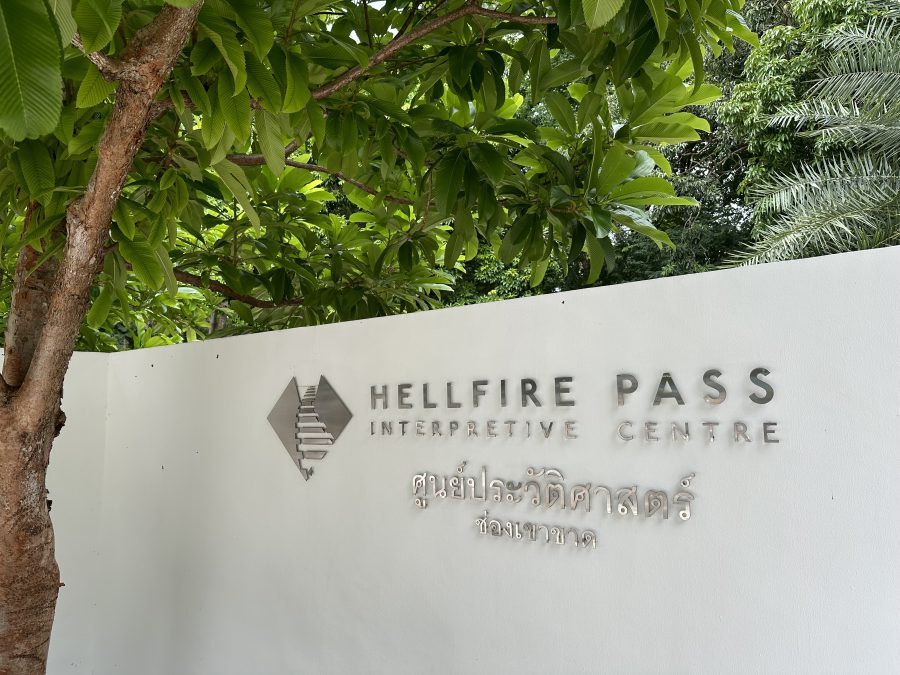 HELLFIRE PASS
INTERPRETIVE CENTRE
ศูนย์ประวัติศาสตร์
ช่องเขาขาด